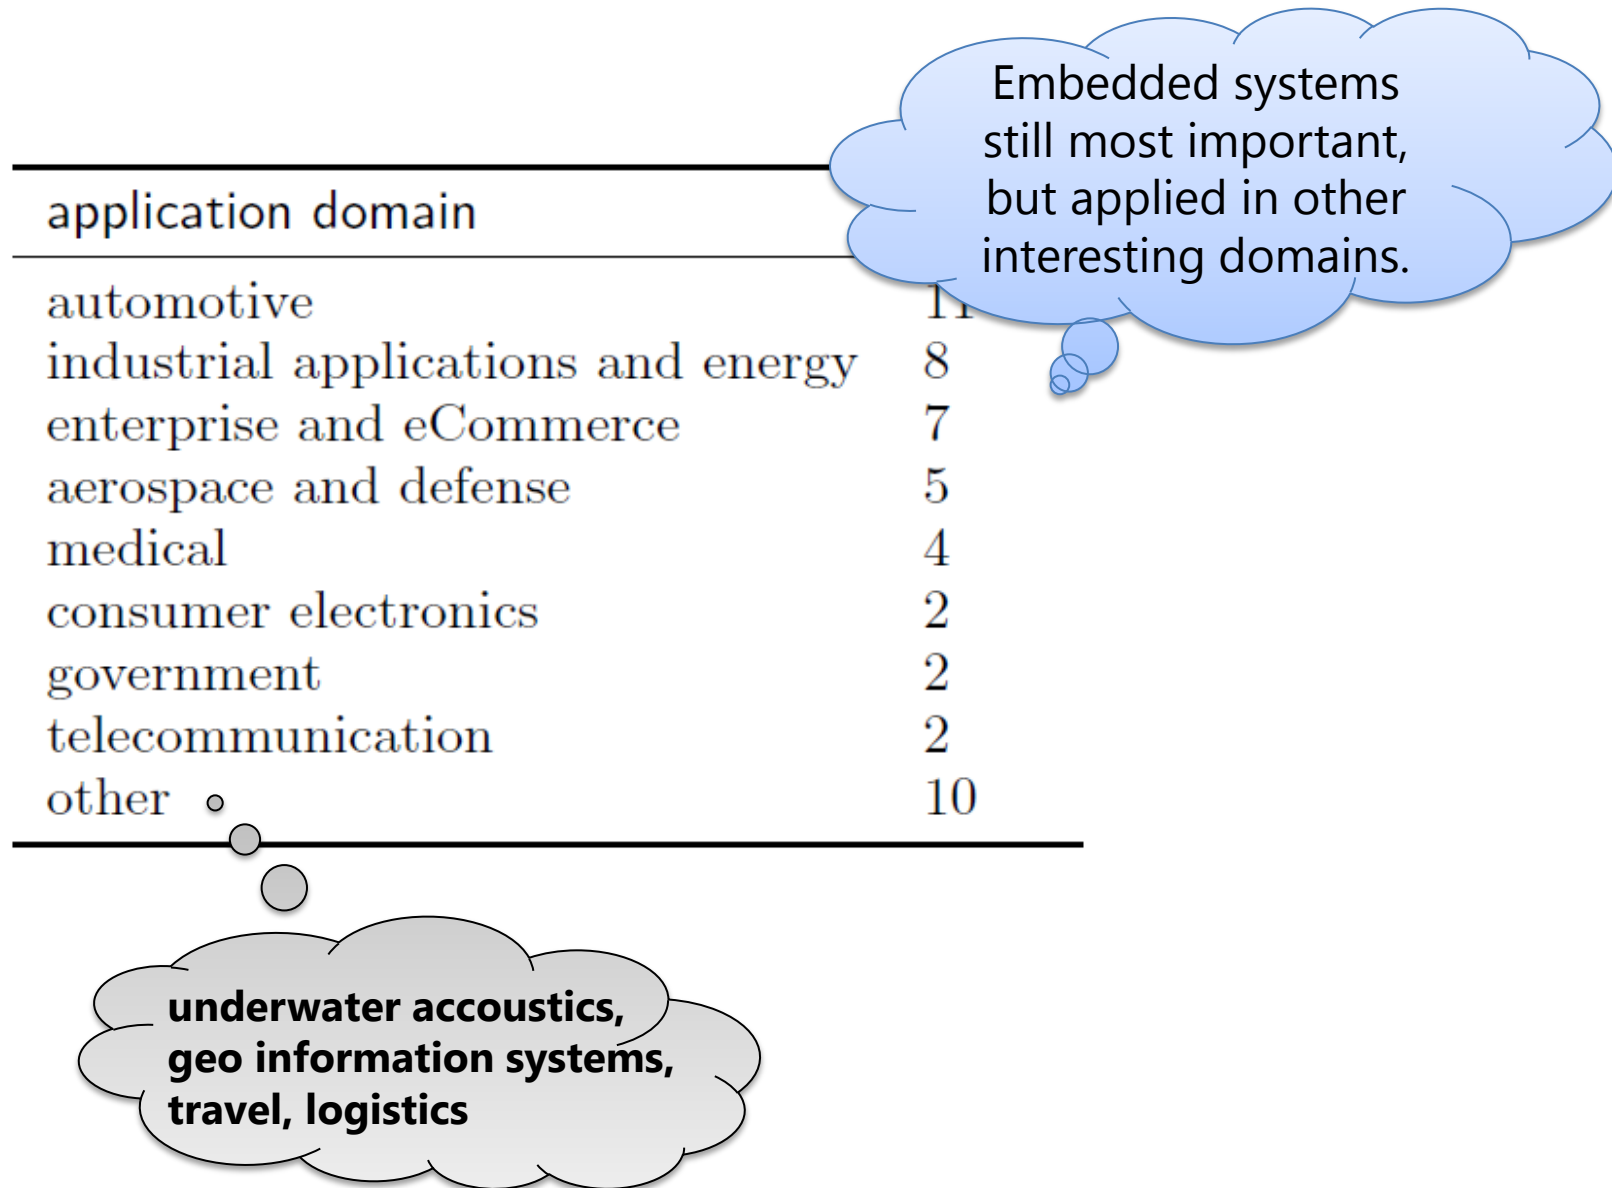 Embedded systems
still most important,
but applied in other
interesting domains.
application domain
automotive 11
industrial applications and energy 8
enterprise and eCommerce 7
aerospace and defense 5
medical 4
consumer electronics 2
government 2
telecommunication 2
other 10
underwater accoustics,
geo information systems,
travel, logistics